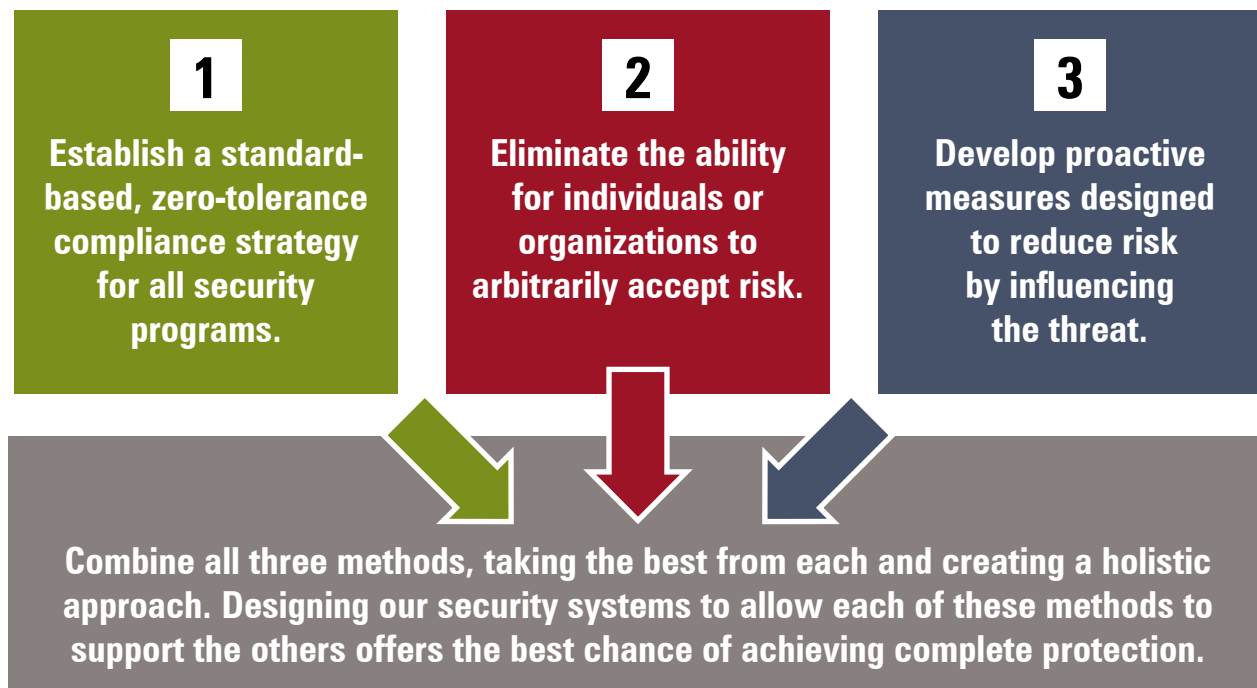 1
Establish a standard-
based, zero-tolerance
compliance strategy
for all security
programs.
2
Eliminate the ability
for individuals or
organizations to
arbitrarily accept risk.
3
Develop proactive
measures designed
to reduce risk
by influencing
the threat.
Combine all three methods, taking the best from each and creating a holistic
approach. Designing our security systems to allow each of these methods to
support the others offers the best chance of achieving complete protection.